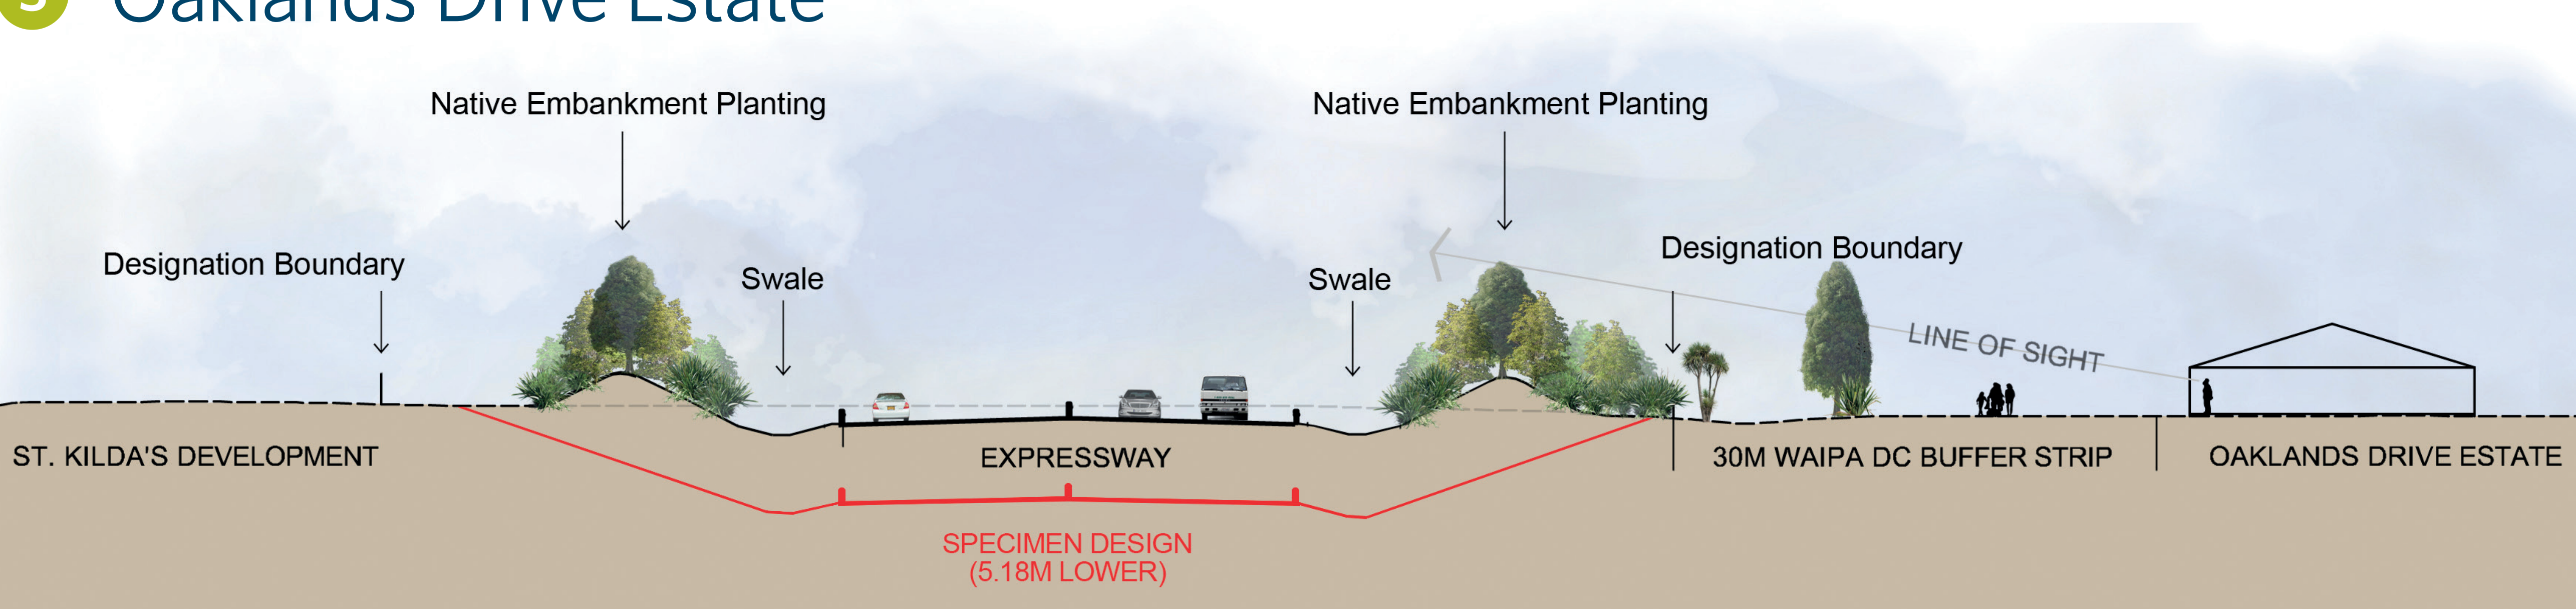 Oaklands Drive Estate
Native Embankment Planting
Native Embankment Planting
Designation Boundary
Swale
Swale
Designation Boundary
LINE OF SIGHT
ST. KILDA'S DEVELOPMENT
EXPRESSWAY
30M WAIPA DC BUFFER STRIP
OAKLANDS DRIVE ESTATE
SPECIMEN DESIGN
(5.18M LOWER)